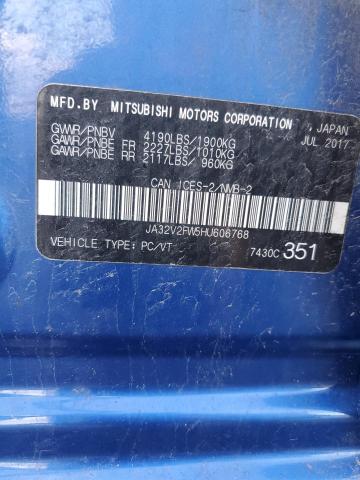 MFD.BY MITSUBISHI MOTORS CORPORATION , JAPAN
JUL 2017
GVWR/PNBV 4190LBS/1900KG
GAWR/PNBE FR 2227LBS/1010KG
GAWR/PNBE RR 2117LBS/ 960KG
CAN ICES-2/NMB-2
JA32V2FW5HU606768
VEHICLE TYPE: PC/VT 7430C 351